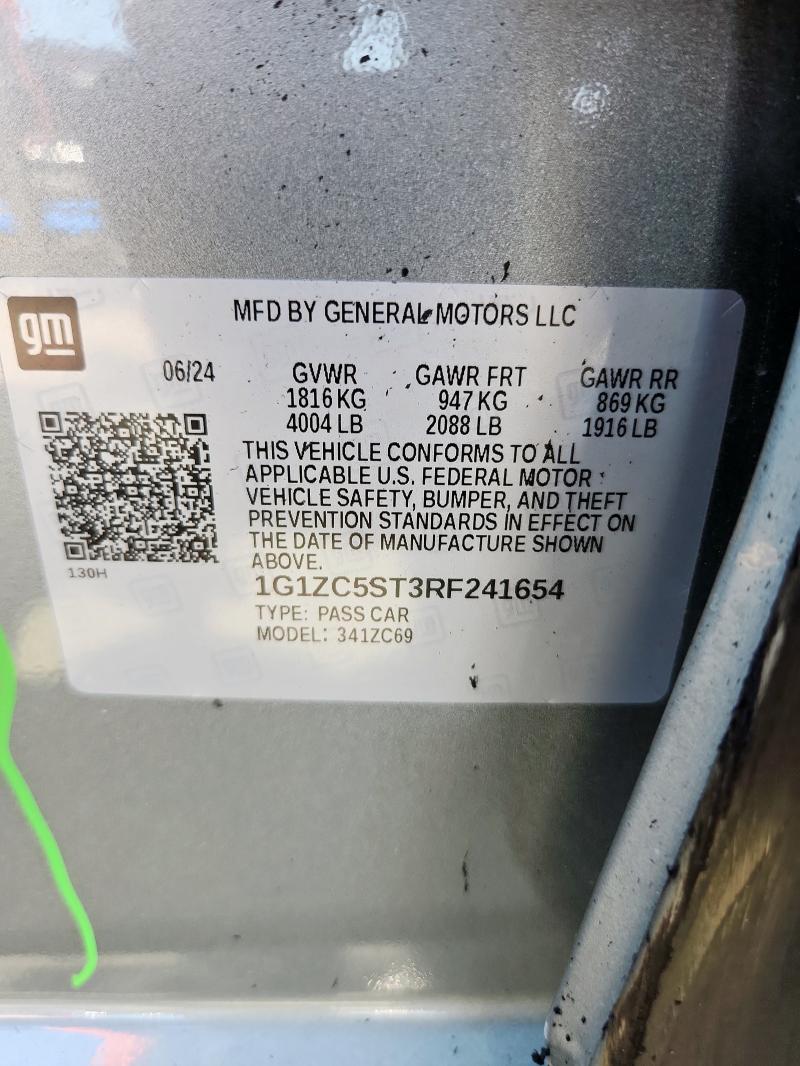 gm
MFD BY GENERAL MOTORS LLC
06/24 GVWR GAWR FRT GAWR RR
1816 KG 947 KG 869 KG
4004 LB 2088 LB 1916 LB
THIS VEHICLE CONFORMS TO ALL
APPLICABLE U.S. FEDERAL MOTOR
VEHICLE SAFETY, BUMPER, AND THEFT
PREVENTION STANDARDS IN EFFECT ON
THE DATE OF MANUFACTURE SHOWN
ABOVE.
130H
1G1ZC5ST3RF241654
TYPE: PASS CAR
MODEL: 341ZC69